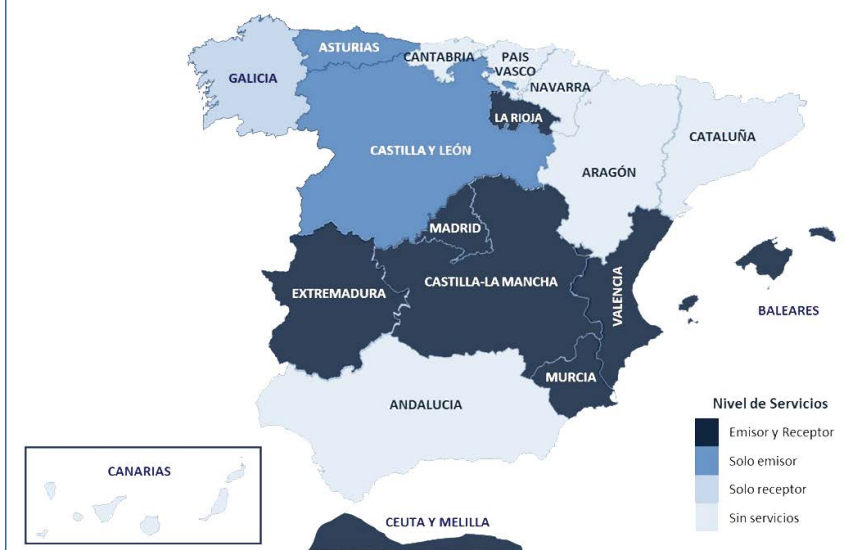 ASTURIAS
CANTABRIA
PAIS
VASCO
GALICIA
NAVARRA
LA RIOJA
CATALUÑA
CASTILLA Y LEÓN
ARAGÓN
MADRID
CASTILLA-LA MANCHA
EXTREMADURA
VALENCIA
BALEARES
MURCIA
ANDALUCIA
Nivel de Servicios
Emisor y Receptor
Solo emisor
Solo receptor
Sin servicios
CANARIAS
CEUTA Y MELILLA